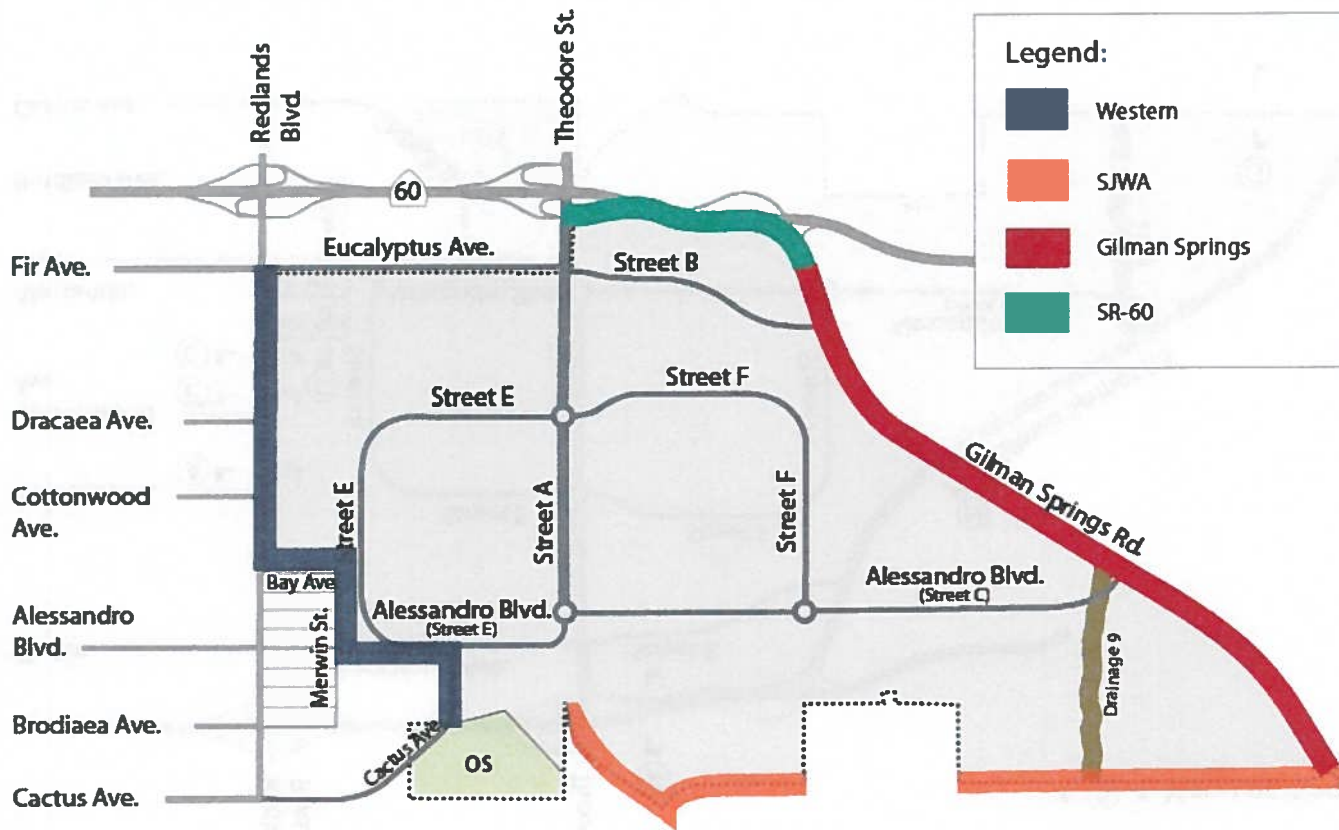 Redlands
Blvd.
Theodore St.
Legend:
Western
SJWA
Gilman Springs
SR-60
60
Eucalyptus Ave.
Fir Ave.
Street B
Street F
Street E
Dracaea Ave.
Gilman Springs Rd.
Cottonwood
Ave.
Street E
Street A
Street F
Bay Ave
Alessandro Blvd.
(Street C)
Alessandro Blvd.
(Street E)
Alessandro
Blvd.
Merwin St.
Drainage 9
Brodiaea Ave.
Cactus Ave.
OS
Cactus Ave.